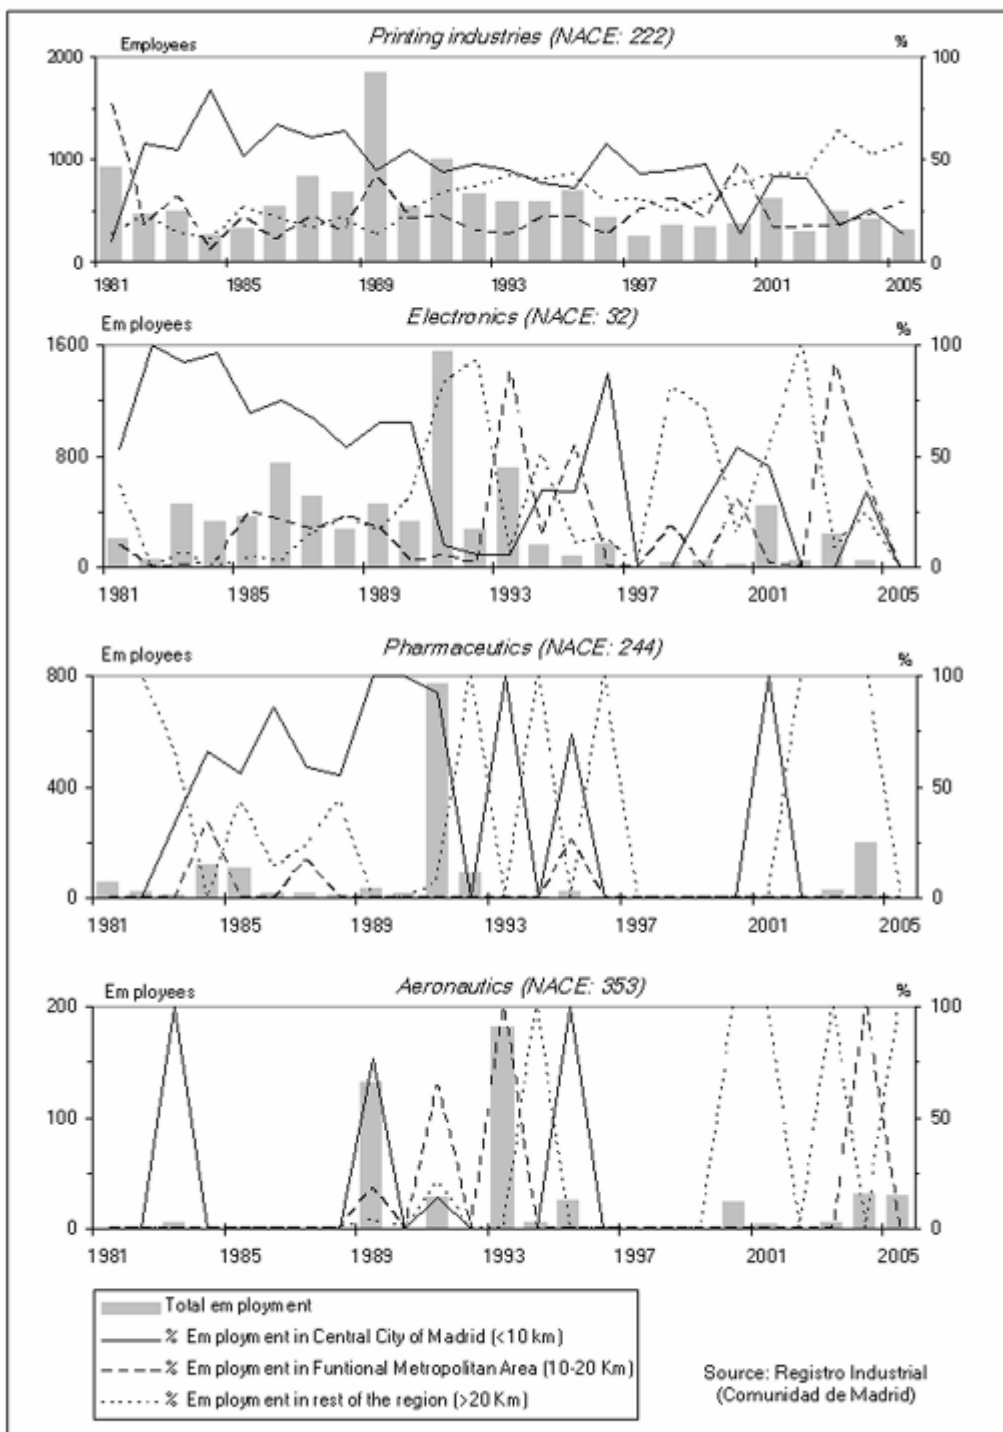 Printing industries (NACE: 222)
Employees %
2000 100
1000 50
0 0
1981 1985 1989 1993 1997 2001 2005
Electronics (NACE: 32)
Employees %
1600 100
800 50
0 0
1981 1985 1989 1993 1997 2001 2005
Pharmaceutics (NACE: 244)
Employees %
800 100
400 50
0 0
1981 1985 1989 1993 1997 2001 2005
Aeronautics (NACE: 353)
Employees %
200 100
100 50
0 0
1981 1985 1989 1993 1997 2001 2005
Total employment
% Employment in Central City of Madrid (<10 km)
% Employment in Funtional Metropolitan Area (10-20 Km)
% Employment in rest of the region (>20 Km)
Source: Registro Industrial
(Comunidad de Madrid)